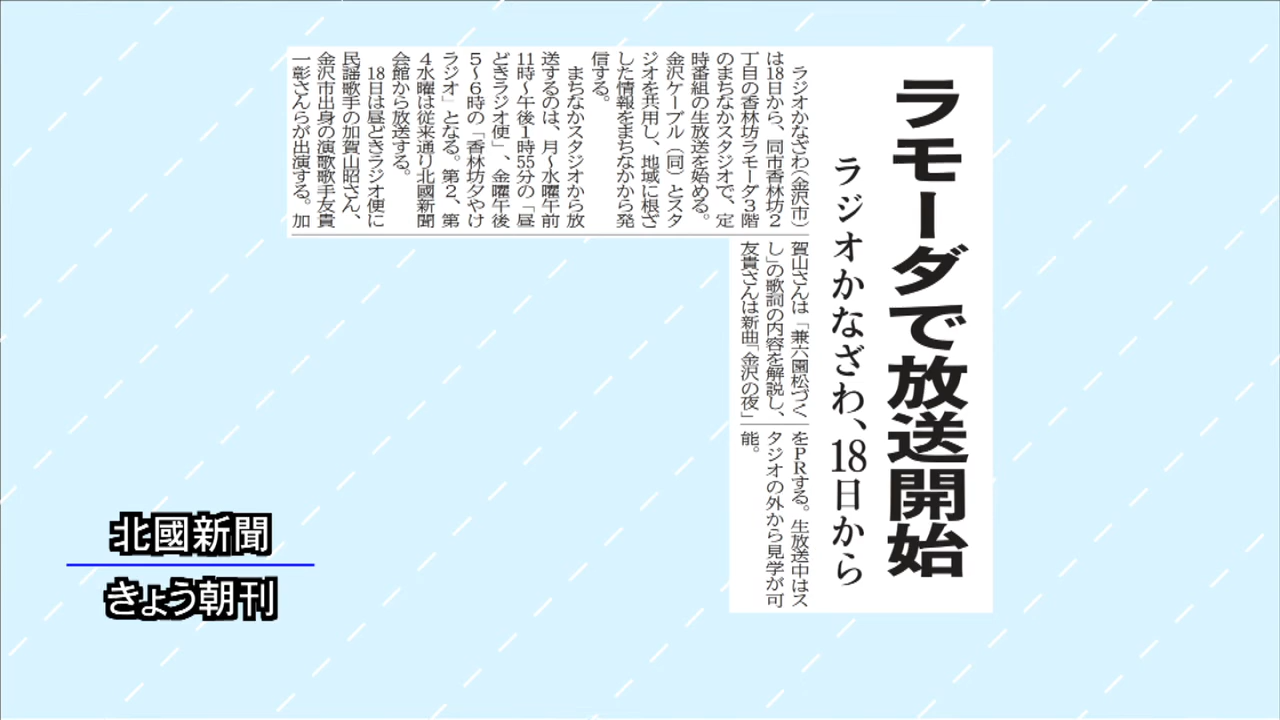 ラモーダで放送開始
ラジオかなざわ、18日から
ラジオかなざわ(金沢市)
は18日から、同市香林坊2
丁目の香林坊ラモーダ3階
のまちなかスタジオで、定
時番組の生放送を始める。
金沢ケーブル(同)とスタ
ジオを共用し、地域に根ざ
した情報をまちなかから発
信する。
まちなかスタジオから放
送するのは、月〜水曜午前
11時〜午後1時55分の「昼
どきラジオ便」、金曜午後
5〜6時の「香林坊夕やけ
ラジオ」となる。第2、第
4水曜は従来通り北國新聞
会館から放送する。
18日は昼どきラジオ便に
民謡歌手の加賀山昭さん、
金沢市出身の演歌歌手友貴
一彰さんらが出演する。加
賀山さんは「兼六園松づく
し」の歌詞の内容を解説し、
友貴さんは新曲「金沢の夜」
をPRする。生放送中はス
タジオの外から見学が可
能。
北國新聞
きょう朝刊